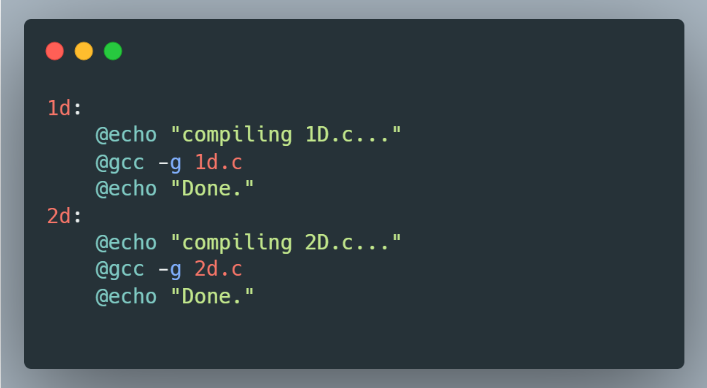 1d:
    @echo "compiling 1D.c..."
    @gcc -g 1d.c
    @echo "Done."
2d:
    @echo "compiling 2D.c..."
    @gcc -g 2d.c
    @echo "Done."